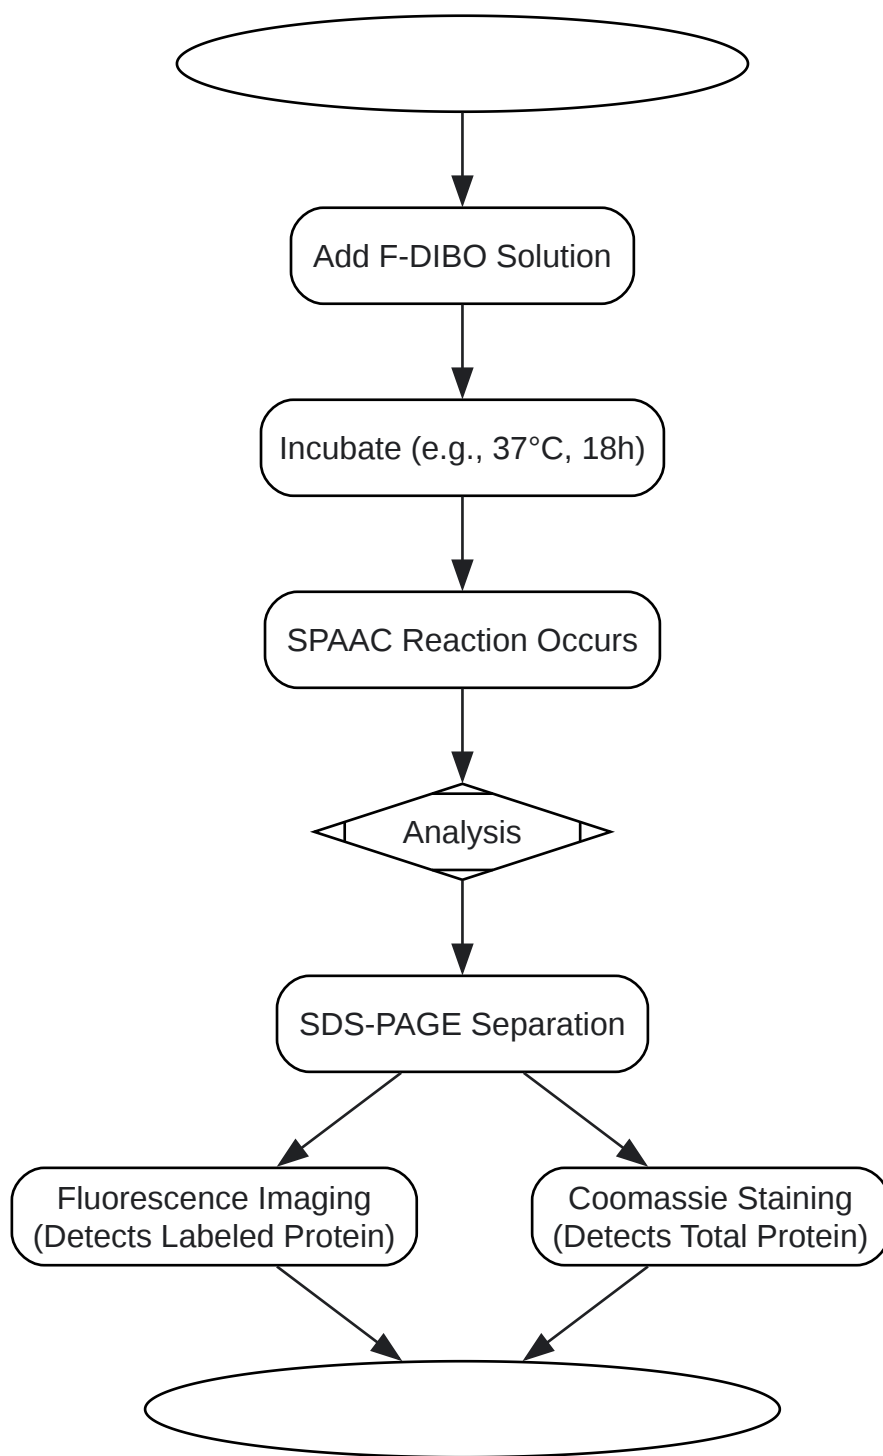 Add F-DIBO Solution
Incubate (e.g., 37°C, 18h)
SPAAC Reaction Occurs
Analysis
SDS-PAGE Separation
Fluorescence Imaging
(Detects Labeled Protein)
Coomassie Staining
(Detects Total Protein)